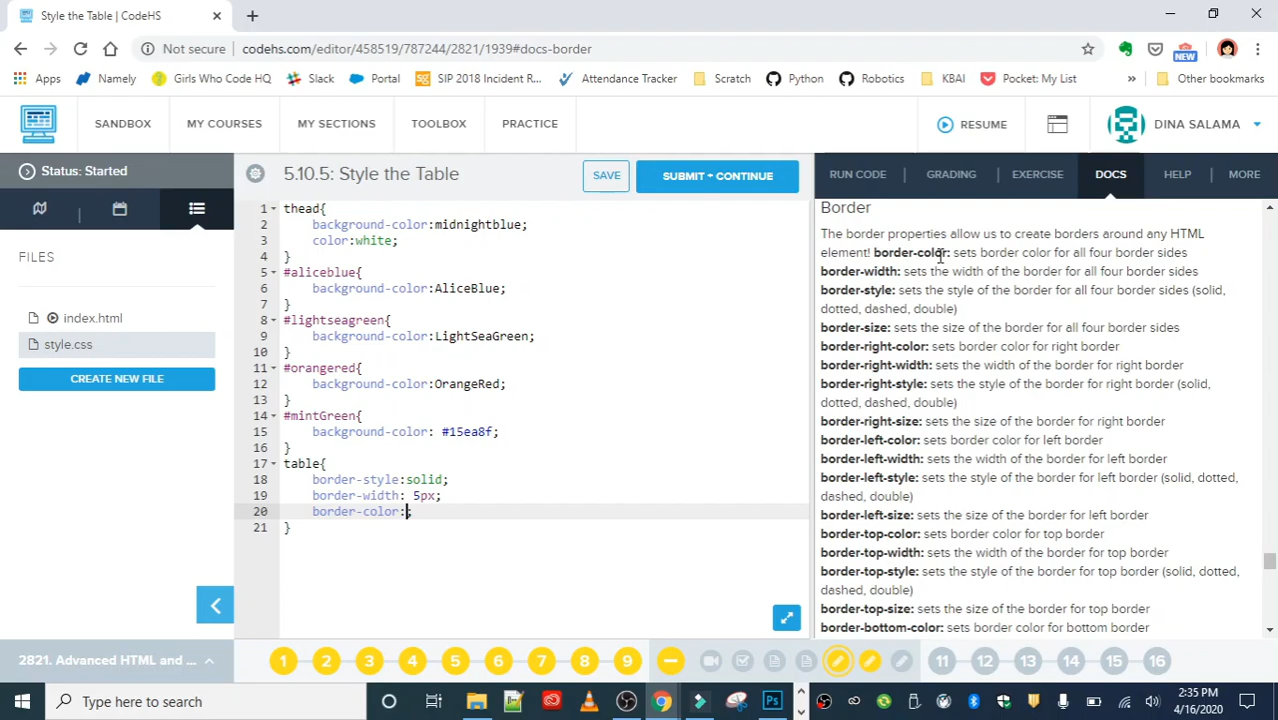 Style the Table | CodeHS
Not secure | codehs.com/editor/458519/787244/2821/1939#docs-border
NEW
Apps Namely Girls Who Code HQ Slack Portal SIP 2018 Incident R... Attendance Tracker Scratch Python Robotics KBAI Pocket: My List » Other bookmarks
SANDBOX MY COURSES MY SECTIONS TOOLBOX PRACTICE RESUME DINA SALAMA
Status: Started
5.10.5: Style the Table SAVE SUBMIT + CONTINUE
RUN CODE GRADING EXERCISE DOCS HELP MORE
FILES
index.html
style.css
CREATE NEW FILE
1 thead{
2 background-color:midnightblue;
3 color:white;
4 }
5 #aliceblue{
6 background-color:AliceBlue;
7 }
8 #lightseagreen{
9 background-color:LightSeaGreen;
10 }
11 #orangered{
12 background-color:OrangeRed;
13 }
14 #mintGreen{
15 background-color: #15ea8f;
16 }
17 table{
18 border-style:solid;
19 border-width: 5px;
20 border-color:;
21 }
Border
The border properties allow us to create borders around any HTML
element! border-color: sets border color for all four border sides
border-width: sets the width of the border for all four border sides
border-style: sets the style of the border for all four border sides (solid,
dotted, dashed, double)
border-size: sets the size of the border for all four border sides
border-right-color: sets border color for right border
border-right-width: sets the width of the border for right border
border-right-style: sets the style of the border for right border (solid,
dotted, dashed, double)
border-right-size: sets the size of the border for right border
border-left-color: sets border color for left border
border-left-width: sets the width of the border for left border
border-left-style: sets the style of the border for left border (solid, dotted,
dashed, double)
border-left-size: sets the size of the border for left border
border-top-color: sets border color for top border
border-top-width: sets the width of the border for top border
border-top-style: sets the style of the border for top border (solid, dotted,
dashed, double)
border-top-size: sets the size of the border for top border
border-bottom-color: sets border color for bottom border
2821. Advanced HTML and ... 1 2 3 4 5 6 7 8 9 11 12 13 14 15 16
Type here to search
Ps
2:35 PM
4/16/2020